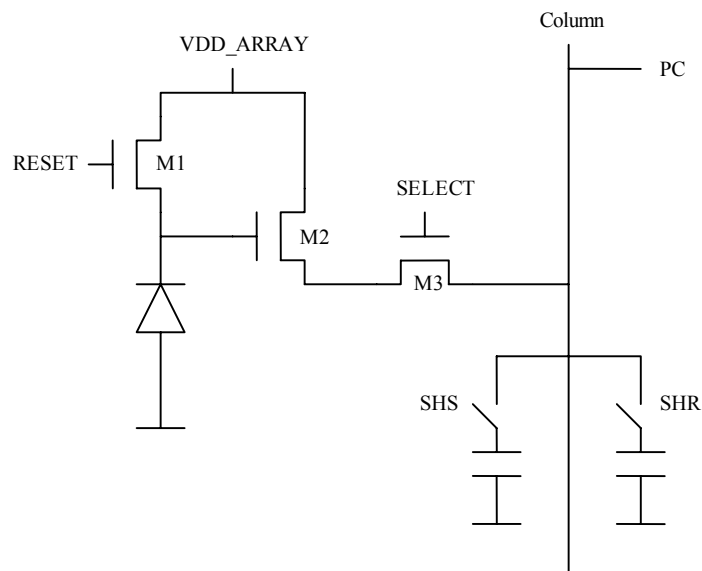 Column
VDD_ARRAY
PC
RESET
M1
SELECT
M2
M3
SHS
SHR